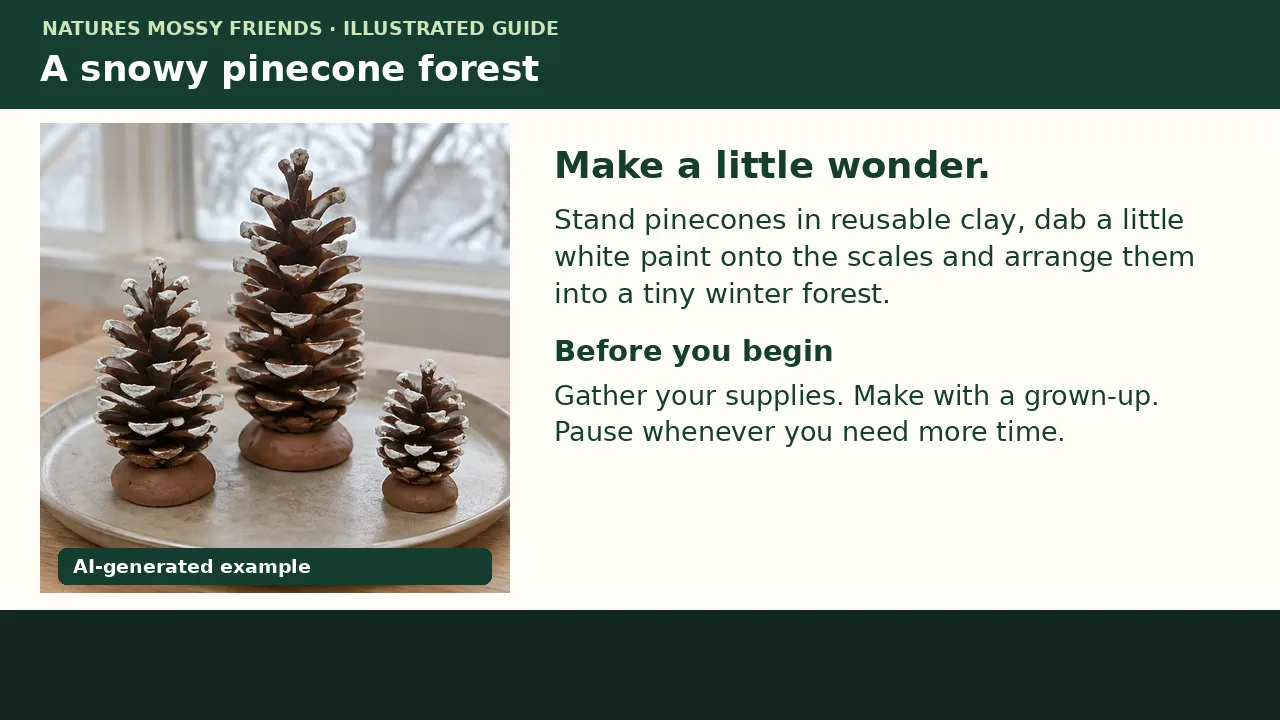 NATURES MOSSY FRIENDS · ILLUSTRATED GUIDE
A snowy pinecone forest
Make a little wonder.
Stand pinecones in reusable clay, dab a little
white paint onto the scales and arrange them
into a tiny winter forest.
Before you begin
Gather your supplies. Make with a grown-up.
Pause whenever you need more time.
AI-generated example